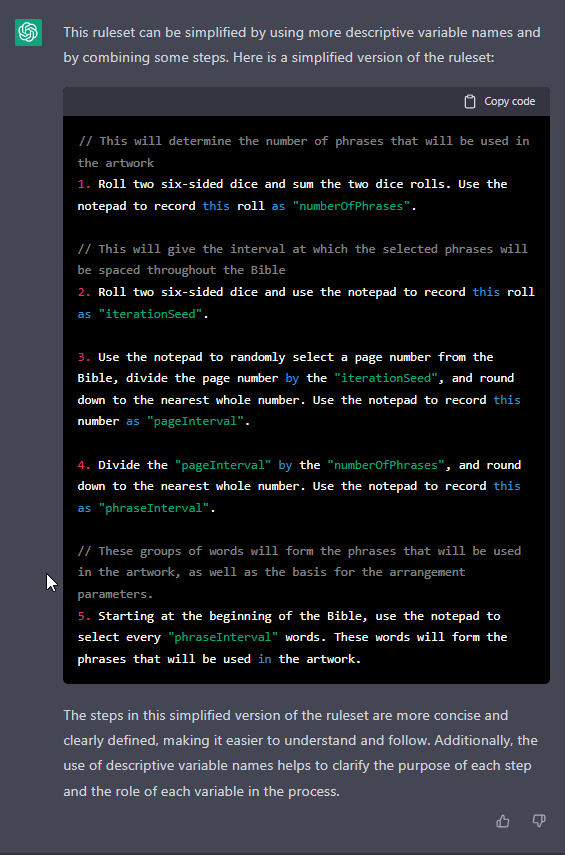 This ruleset can be simplified by using more descriptive variable names and
by combining some steps. Here is a simplified version of the ruleset:
Copy code
// This will determine the number of phrases that will be used in
the artwork
1. Roll two six-sided dice and sum the two dice rolls. Use the
notepad to record this roll as "numberOfPhrases".
// This will give the interval at which the selected phrases will
be spaced throughout the Bible
2. Roll two six-sided dice and use the notepad to record this roll
as "iterationSeed".
3. Use the notepad to randomly select a page number from the
Bible, divide the page number by the "iterationSeed", and round
down to the nearest whole number. Use the notepad to record this
number as "pageInterval".
4. Divide the "pageInterval" by the "numberOfPhrases", and round
down to the nearest whole number. Use the notepad to record this
as "phraseInterval".
// These groups of words will form the phrases that will be used
in the artwork, as well as the basis for the arrangement
parameters.
5. Starting at the beginning of the Bible, use the notepad to
select every "phraseInterval" words. These words will form the
phrases that will be used in the artwork.
The steps in this simplified version of the ruleset are more concise and
clearly defined, making it easier to understand and follow. Additionally, the
use of descriptive variable names helps to clarify the purpose of each step
and the role of each variable in the process.